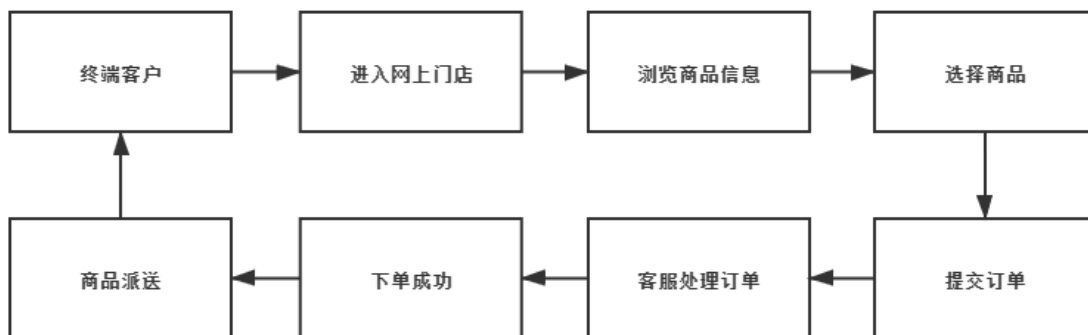 终端客户
进入网上门店
浏览商品信息
选择商品
商品派送
下单成功
客服处理订单
提交订单